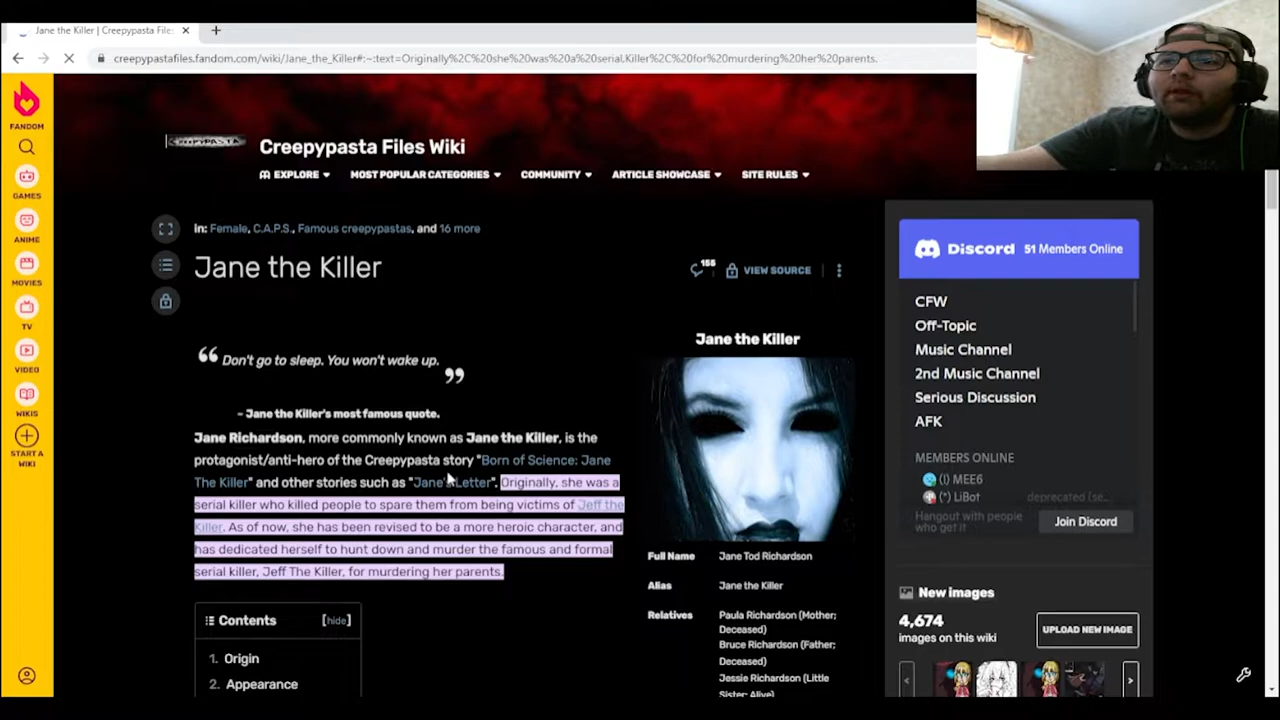 Jane the Killer | Creepypasta File:
creepypastafiles.fandom.com/wiki/Jane_the_Killer#:~:text=Originally%2C%20she%20was%20a%20serial,Killer%2C%20for%20murdering%20her%20parents.
FANDOM
GAMES
ANIME
MOVIES
TV
VIDEO
WIKIS
START A
WIKI
CREEPYPASTA
Creepypasta Files Wiki
EXPLORE
MOST POPULAR CATEGORIES
COMMUNITY
ARTICLE SHOWCASE
SITE RULES
in: Female, C.A.P.S., Famous creepypastas, and 16 more
Jane the Killer
155
VIEW SOURCE
“ Don't go to sleep. You won't wake up. ”
~ Jane the Killer's most famous quote.
Jane Richardson, more commonly known as Jane the Killer, is the
protagonist/anti-hero of the Creepypasta story "Born of Science: Jane
The Killer" and other stories such as "Jane's Letter". Originally, she was a
serial killer who killed people to spare them from being victims of Jeff the
Killer. As of now, she has been revised to be a more heroic character, and
has dedicated herself to hunt down and murder the famous and formal
serial killer, Jeff The Killer, for murdering her parents.
Contents [hide]
1. Origin
2. Appearance
Jane the Killer
Full Name Jane Tod Richardson
Alias Jane the Killer
Relatives Paula Richardson (Mother;
Deceased)
Bruce Richardson (Father;
Deceased)
Jessie Richardson (Little
Sister; Alive)
Discord 51 Members Online
CFW
Off-Topic
Music Channel
2nd Music Channel
Serious Discussion
AFK
MEMBERS ONLINE
(!) MEE6
(*) LiBot deprecated (se...
Hangout with people
who get it
Join Discord
New images
4,674
images on this wiki
UPLOAD NEW IMAGE